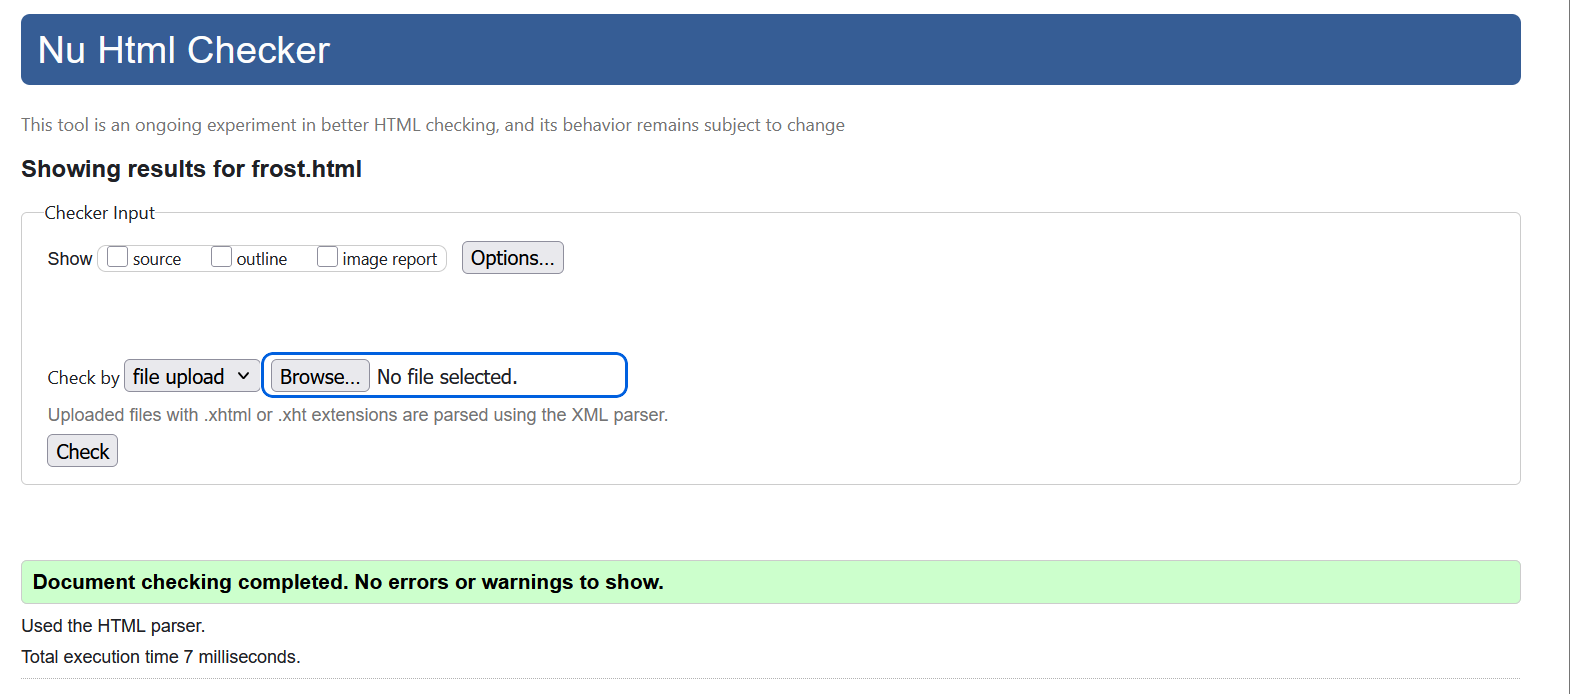 Nu Html Checker
This tool is an ongoing experiment in better HTML checking, and its behavior remains subject to change
Showing results for frost.html
Checker Input
Show source outline image report Options...
Check by file upload Browse... No file selected.
Uploaded files with .xhtml or .xht extensions are parsed using the XML parser.
Check
Document checking completed. No errors or warnings to show.
Used the HTML parser.
Total execution time 7 milliseconds.